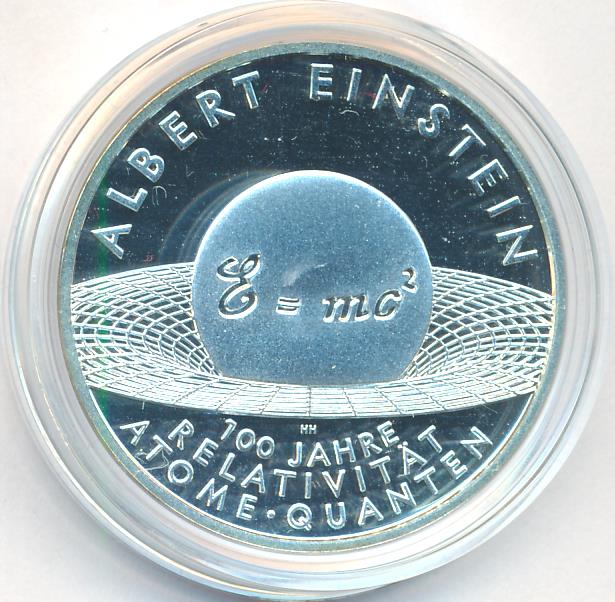 ALBERT EINSTEIN
E = mc²
HH
100 JAHRE
RELATIVITÄT
ATOME · QUANTEN